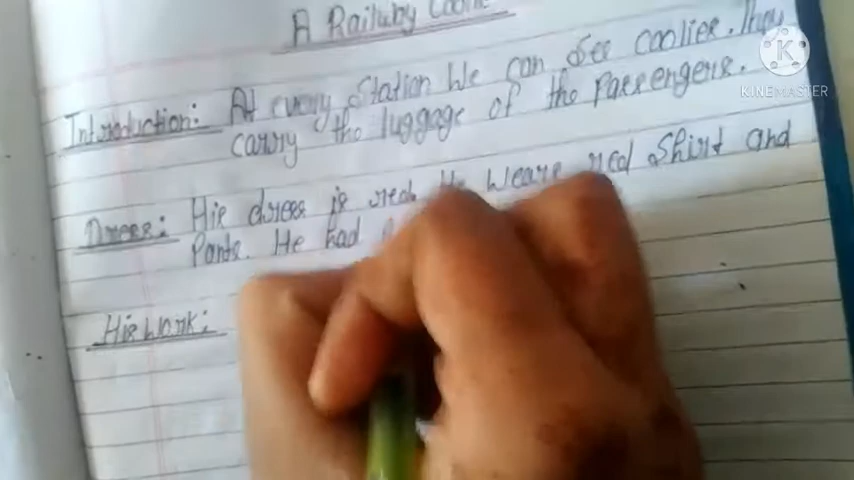 A Railway Coolie
Introduction: At every Station We can See coolies. They
carry the luggage of the Passengers.
Dress: His dress is red. He Wears red Shirt and
Pants. He had
His Work:
K
KINEMASTER